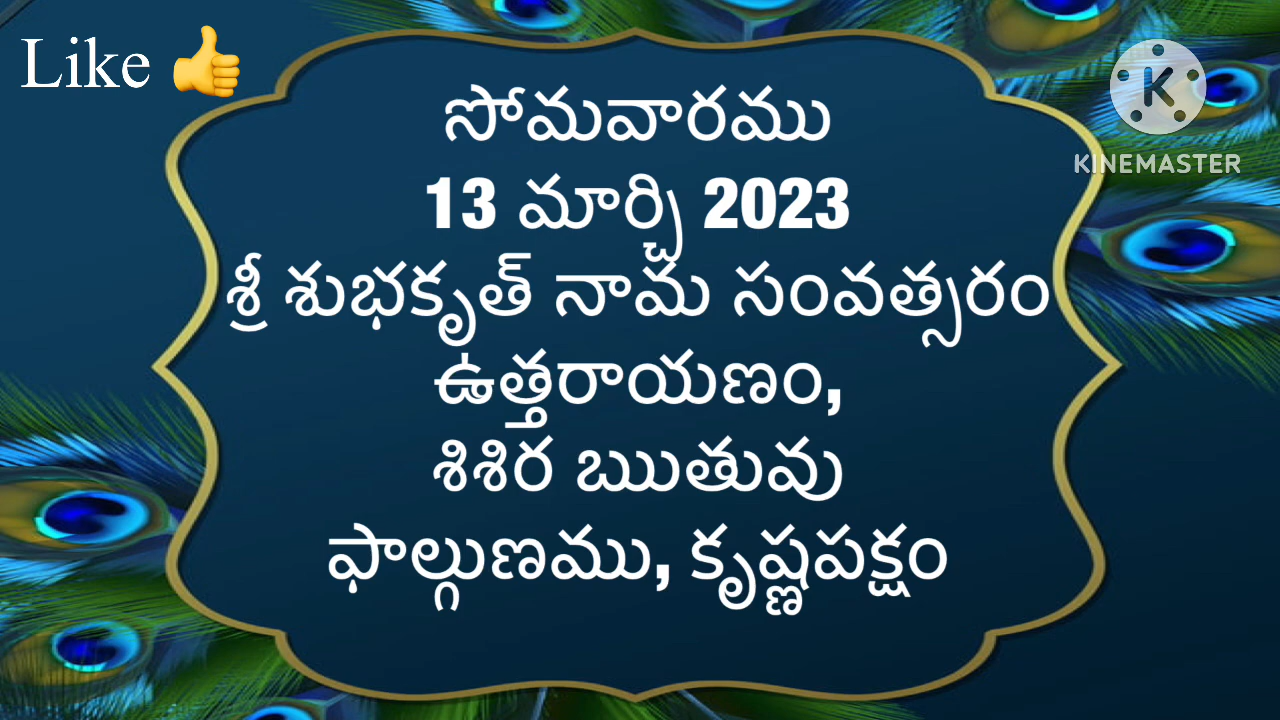 Like 👍
KINEMASTER
సోమవారము
13 మార్చి 2023
శ్రీ శుభకృత్ నామ సంవత్సరం
ఉత్తరాయణం,
శిశిర ఋతువు
ఫాల్గుణము, కృష్ణపక్షం